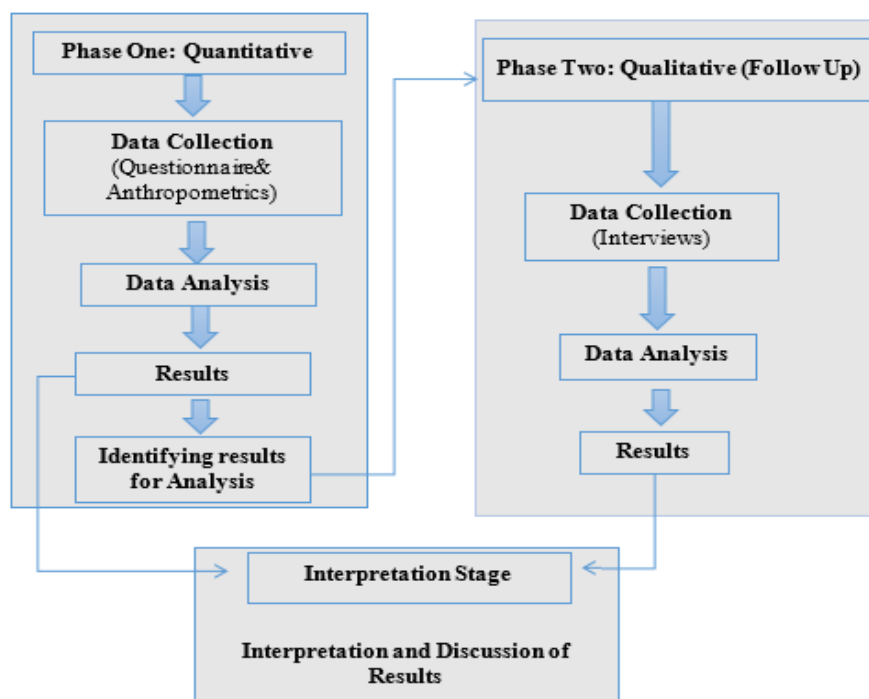 Phase One: Quantitative
Data Collection
(Questionnaire&
Anthropometrics)
Data Analysis
Results
Identifying results
for Analysis
Phase Two: Qualitative (Follow Up)
Data Collection
(Interviews)
Data Analysis
Results
Interpretation Stage
Interpretation and Discussion of
Results